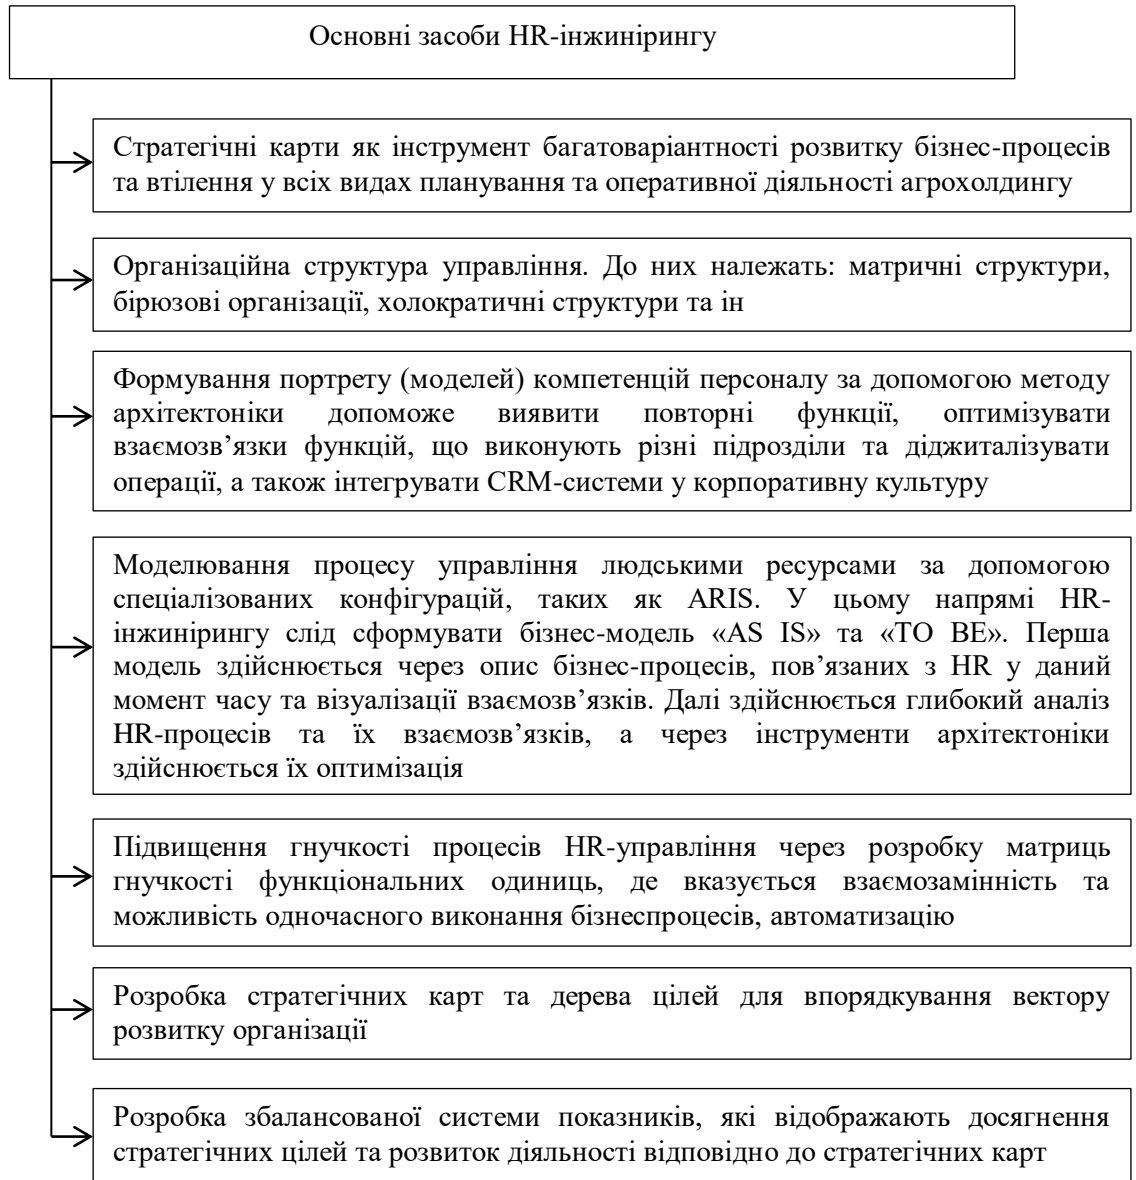 Основні засоби HR-інжинірингу
Стратегічні карти як інструмент багатоваріантності розвитку бізнес-процесів
та втілення у всіх видах планування та оперативної діяльності агрохолдингу
Організаційна структура управління. До них належать: матричні структури,
бірюзові організації, холократичні структури та ін
Формування портрету (моделей) компетенцій персоналу за допомогою методу
архітектоніки допоможе виявити повторні функції, оптимізувати
взаємозв’язки функцій, що виконують різні підрозділи та діджиталізувати
операції, а також інтегрувати CRM-системи у корпоративну культуру
Моделювання процесу управління людськими ресурсами за допомогою
спеціалізованих конфігурацій, таких як ARIS. У цьому напрямі HR-
інжинірингу слід сформувати бізнес-модель «AS IS» та «TO BE». Перша
модель здійснюється через опис бізнес-процесів, пов’язаних з HR у даний
момент часу та візуалізації взаємозв’язків. Далі здійснюється глибокий аналіз
HR-процесів та їх взаємозв’язків, а через інструменти архітектоніки
здійснюється їх оптимізація
Підвищення гнучкості процесів HR-управління через розробку матриць
гнучкості функціональних одиниць, де вказується взаємозамінність та
можливість одночасного виконання бізнеспроцесів, автоматизацію
Розробка стратегічних карт та дерева цілей для впорядкування вектору
розвитку організації
Розробка збалансованої системи показників, які відображають досягнення
стратегічних цілей та розвиток діяльності відповідно до стратегічних карт